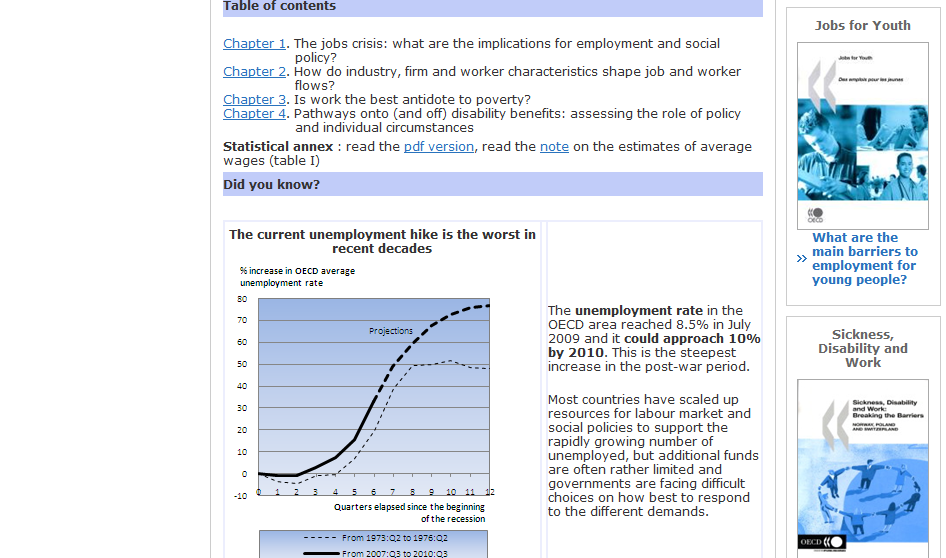 Table of contents
Chapter 1. The jobs crisis: what are the implications for employment and social
policy?
Chapter 2. How do industry, firm and worker characteristics shape job and worker
flows?
Chapter 3. Is work the best antidote to poverty?
Chapter 4. Pathways onto (and off) disability benefits: assessing the role of policy
and individual circumstances
Statistical annex : read the pdf version, read the note on the estimates of average
wages (table I)
Did you know?
The current unemployment hike is the worst in
recent decades
% increase in OECD average
unemployment rate
80
70
60
50
40
30
20
10
0
-10
Projections
0 1 2 3 4 5 6 7 8 9 10 11 12
Quarters elapsed since the beginning
of the recession
From 1973:Q2 to 1976:Q2
From 2007:Q3 to 2010:Q3
The unemployment rate in the
OECD area reached 8.5% in July
2009 and it could approach 10%
by 2010. This is the steepest
increase in the post-war period.
Most countries have scaled up
resources for labour market and
social policies to support the
rapidly growing number of
unemployed, but additional funds
are often rather limited and
governments are facing difficult
choices on how best to respond
to the different demands.
Jobs for Youth
Jobs for Youth
Des emplois pour les jeunes
OECD
What are the
main barriers to
employment for
young people?
Sickness,
Disability and
Work
Sickness, Disability
and Work:
Breaking the Barriers
NORWAY, POLAND
AND SWITZERLAND
OECD